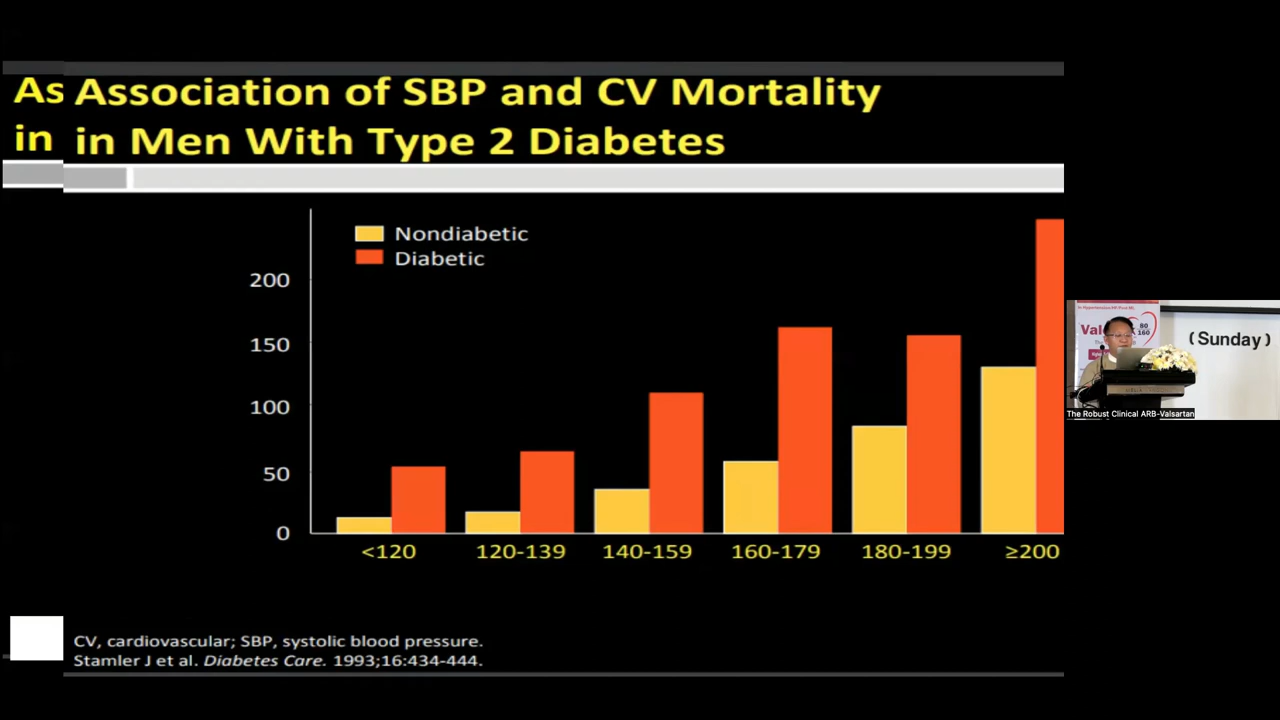 As
in
Association of SBP and CV Mortality
in Men With Type 2 Diabetes
Nondiabetic
Diabetic
200
150
100
50
0
<120 120-139 140-159 160-179 180-199 ≥200
CV, cardiovascular; SBP, systolic blood pressure.
Stamler J et al. Diabetes Care. 1993;16:434-444.
80
160
(Sunday)
The Robust Clinical ARB-Valsartan